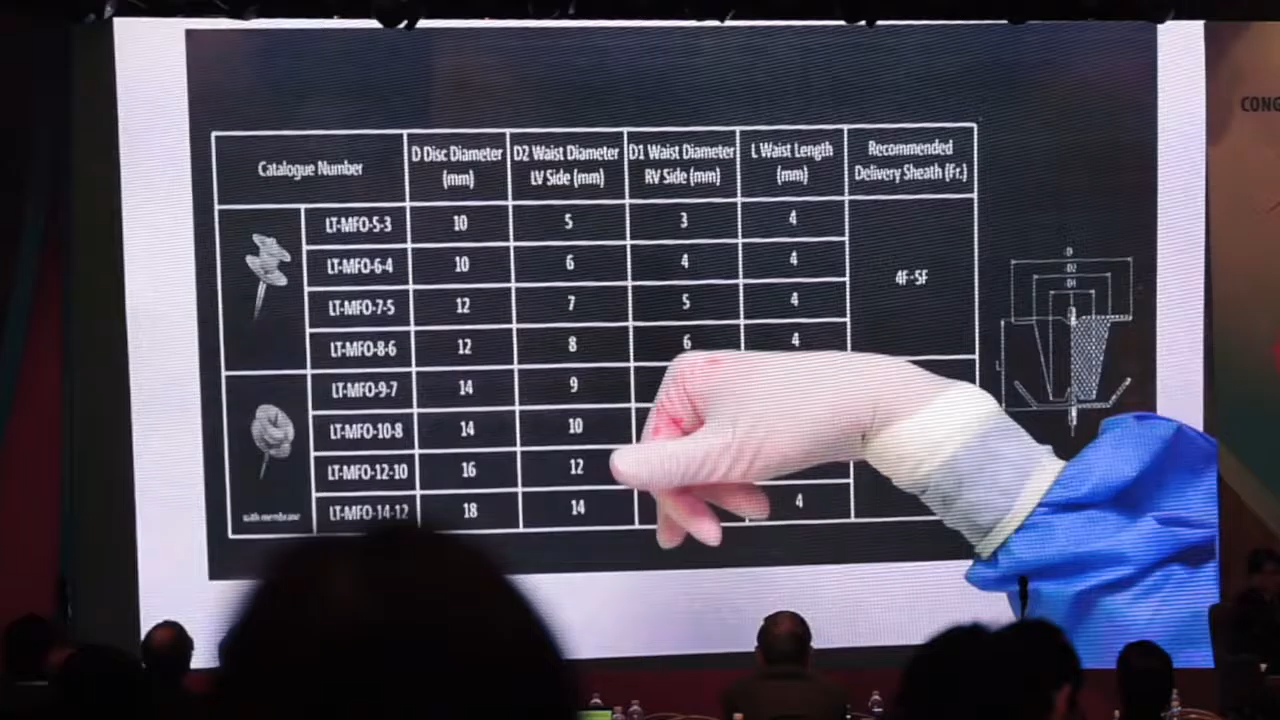 CONG
Catalogue Number
D Disc Diameter
(mm)
D2 Waist Diameter
LV Side (mm)
D1 Waist Diameter
RV Side (mm)
L Waist Length
(mm)
Recommended
Delivery Sheath (Fr.)
LT-MFO-5-3 10 5 3 4
LT-MFO-6-4 10 6 4 4
4F-5F
LT-MFO-7-5 12 7 5 4
LT-MFO-8-6 12 8 6 4
LT-MFO-9-7 14 9
LT-MFO-10-8 14 10
LT-MFO-12-10 16 12
LT-MFO-14-12 18 14 4
with membrane
D
D2
D1
L